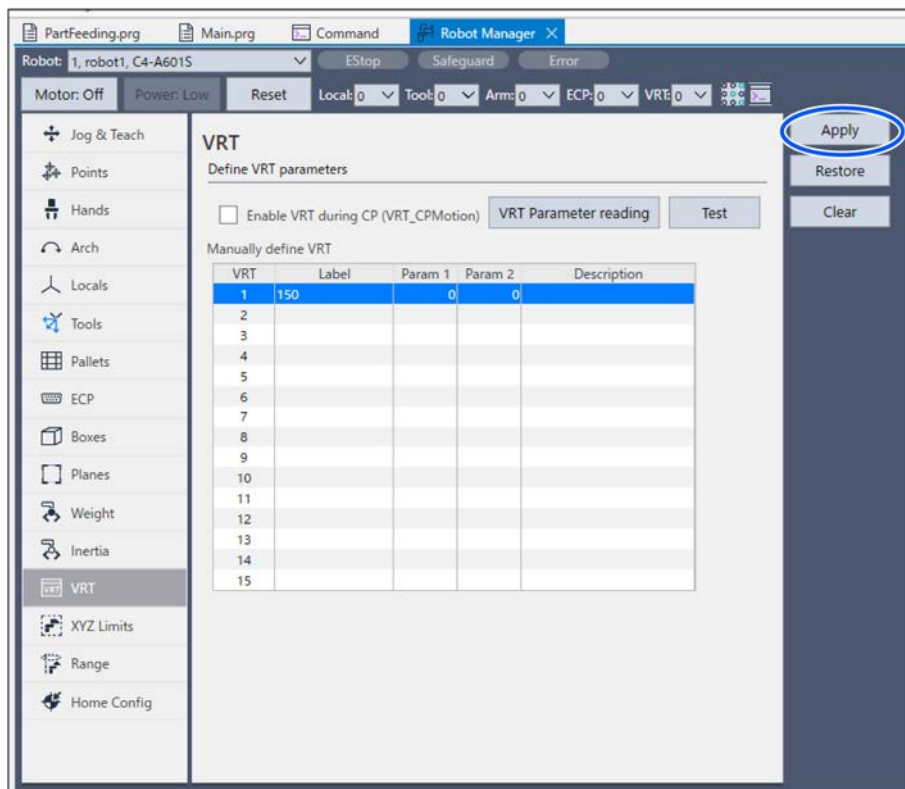 PartFeeding.prg Main.prg Command Robot Manager
Robot: 1, robot1, C4-A601S EStop Safeguard Error
Motor: Off Power: Low Reset Local: 0 Tool: 0 Arm: 0 ECP: 0 VRT: 0
Jog & Teach
Points
Hands
Arch
Locals
Tools
Pallets
ECP
Boxes
Planes
Weight
Inertia
VRT VRT
XYZ Limits
Range
Home Config
VRT
Define VRT parameters
Enable VRT during CP (VRT_CPMotion) VRT Parameter reading Test
Manually define VRT
VRT Label Param 1 Param 2 Description
1 150 0 0
2
3
4
5
6
7
8
9
10
11
12
13
14
15
Apply
Restore
Clear